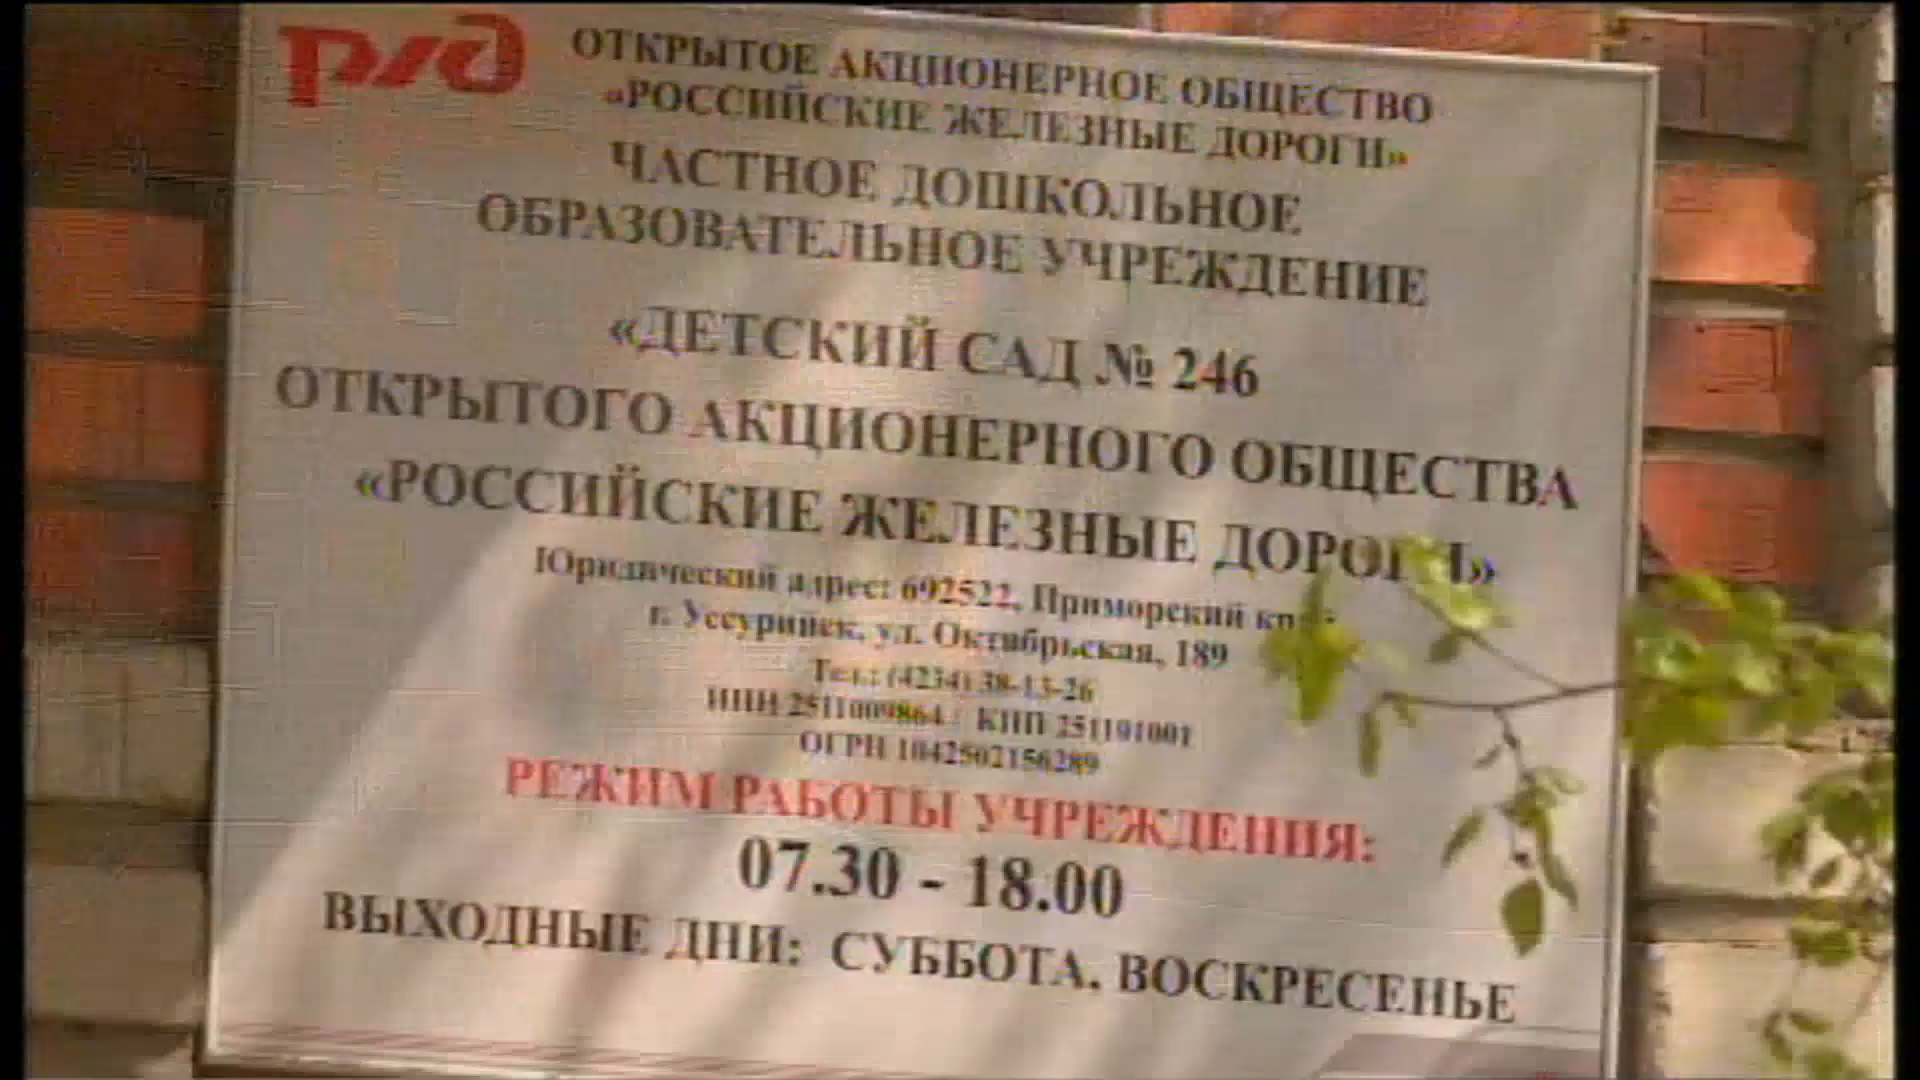 РЖД
ОТКРЫТОЕ АКЦИОНЕРНОЕ ОБЩЕСТВО
«РОССИЙСКИЕ ЖЕЛЕЗНЫЕ ДОРОГИ»
ЧАСТНОЕ ДОШКОЛЬНОЕ
ОБРАЗОВАТЕЛЬНОЕ УЧРЕЖДЕНИЕ
«ДЕТСКИЙ САД № 246
ОТКРЫТОГО АКЦИОНЕРНОГО ОБЩЕСТВА
«РОССИЙСКИЕ ЖЕЛЕЗНЫЕ ДОРОГИ»
Юридический адрес: 692522, Приморский
г. Уссурийск, ул. Октябрьская, 189
Тел.: (4234) 38-13-26
ИНН 2511009864 / КПП 251101001
ОГРН 1042502156289
РЕЖИМ РАБОТЫ УЧРЕЖДЕНИЯ:
07.30 - 18.00
ВЫХОДНЫЕ ДНИ: СУББОТА. ВОСКРЕСЕНЬЕ